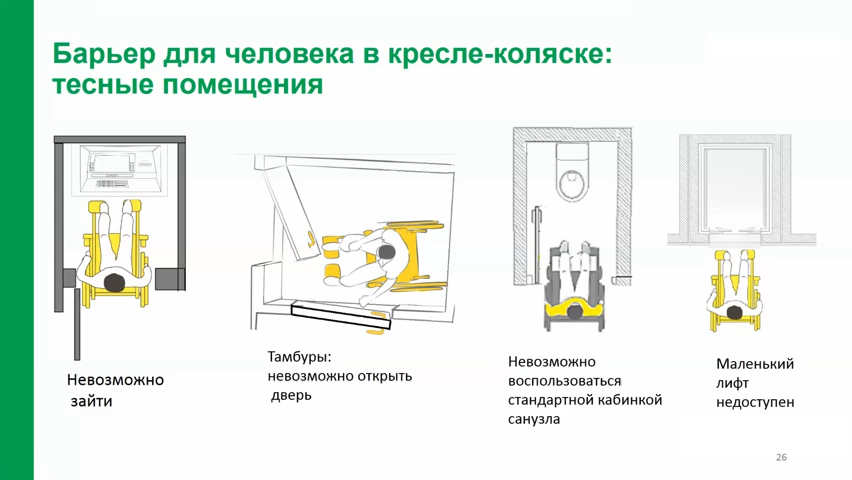 Барьер для человека в кресле-коляске:
тесные помещения
Невозможно
зайти
Тамбуры:
невозможно открыть
дверь
Невозможно
воспользоваться
стандартной кабинкой
санузла
Маленький
лифт
недоступен
26